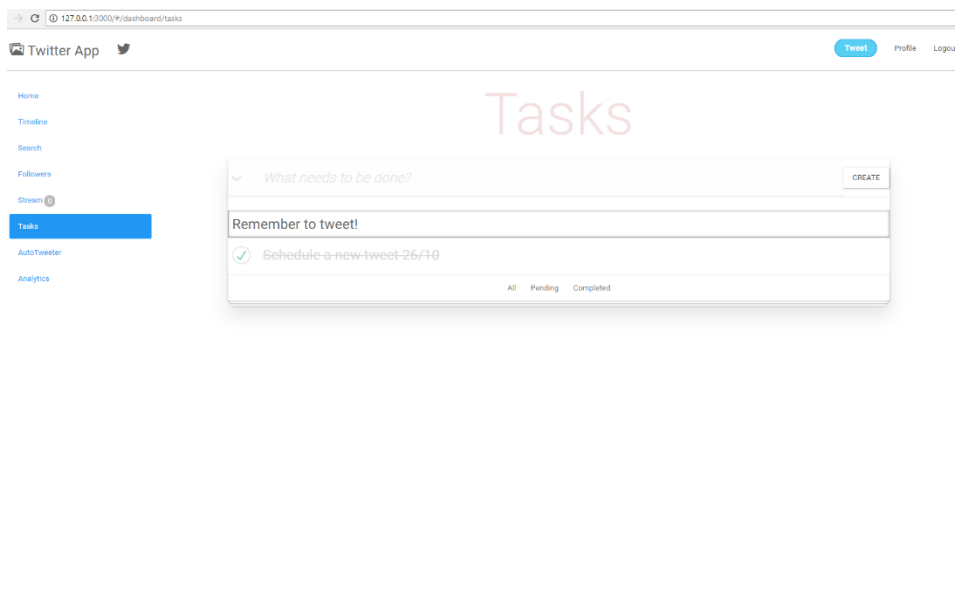 127.0.0.1:3000/#/dashboard/tasks
Twitter App
Tweet Profile Logou
Home
Timeline
Search
Followers
Stream 0
Tasks
AutoTweeter
Analytics
Tasks
What needs to be done? CREATE
Remember to tweet!
Schedule a new tweet 26/10
All Pending Completed